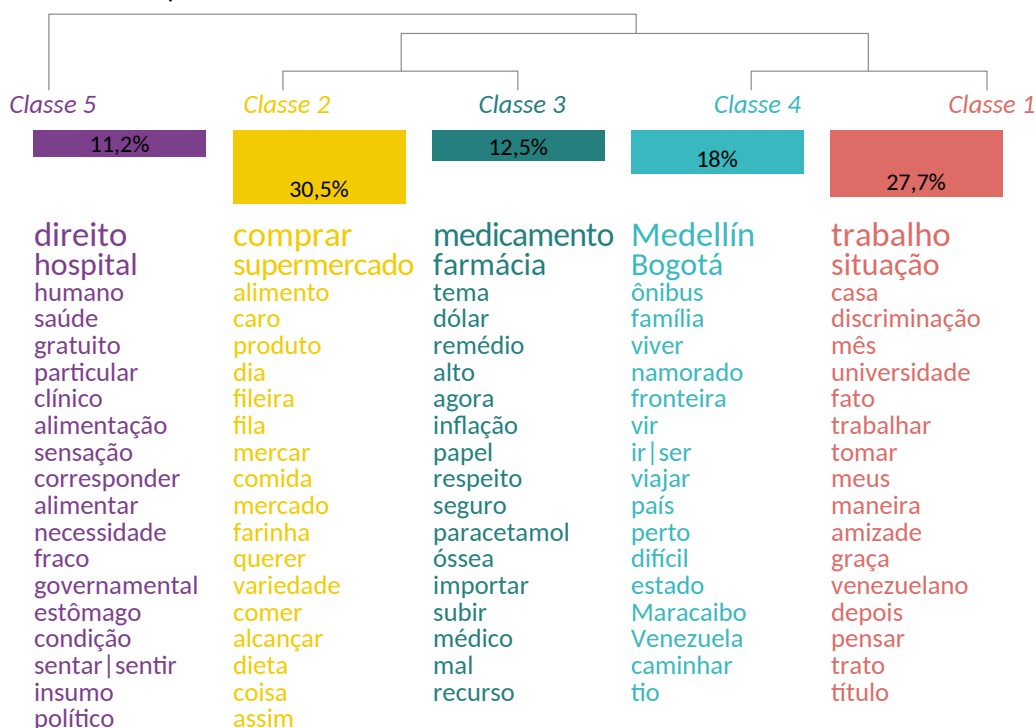 Classe 5
Classe 2
Classe 3
Classe 4
Classe 1
11,2%
30,5%
12,5%
18%
27,7%
direito
hospital
humano
saúde
gratuito
particular
clínico
alimentação
sensação
corresponder
alimentar
necessidade
fraco
governamental
estômago
condição
sentar|sentir
insumo
político
comprar
supermercado
alimento
caro
produto
dia
fileira
fila
mercar
comida
mercado
farinha
querer
variedade
comer
alcançar
dieta
coisa
assim
medicamento
farmácia
tema
dólar
remédio
alto
agora
inflação
papel
respeito
seguro
paracetamol
óssea
importar
subir
médico
mal
recurso
Medellín
Bogotá
ônibus
família
viver
namorado
fronteira
vir
ir|ser
viajar
país
perto
difícil
estado
Maracaibo
Venezuela
caminhar
tio
trabalho
situação
casa
discriminação
mês
universidade
fato
trabalhar
tomar
meus
maneira
amizade
graça
venezuelano
depois
pensar
trato
título